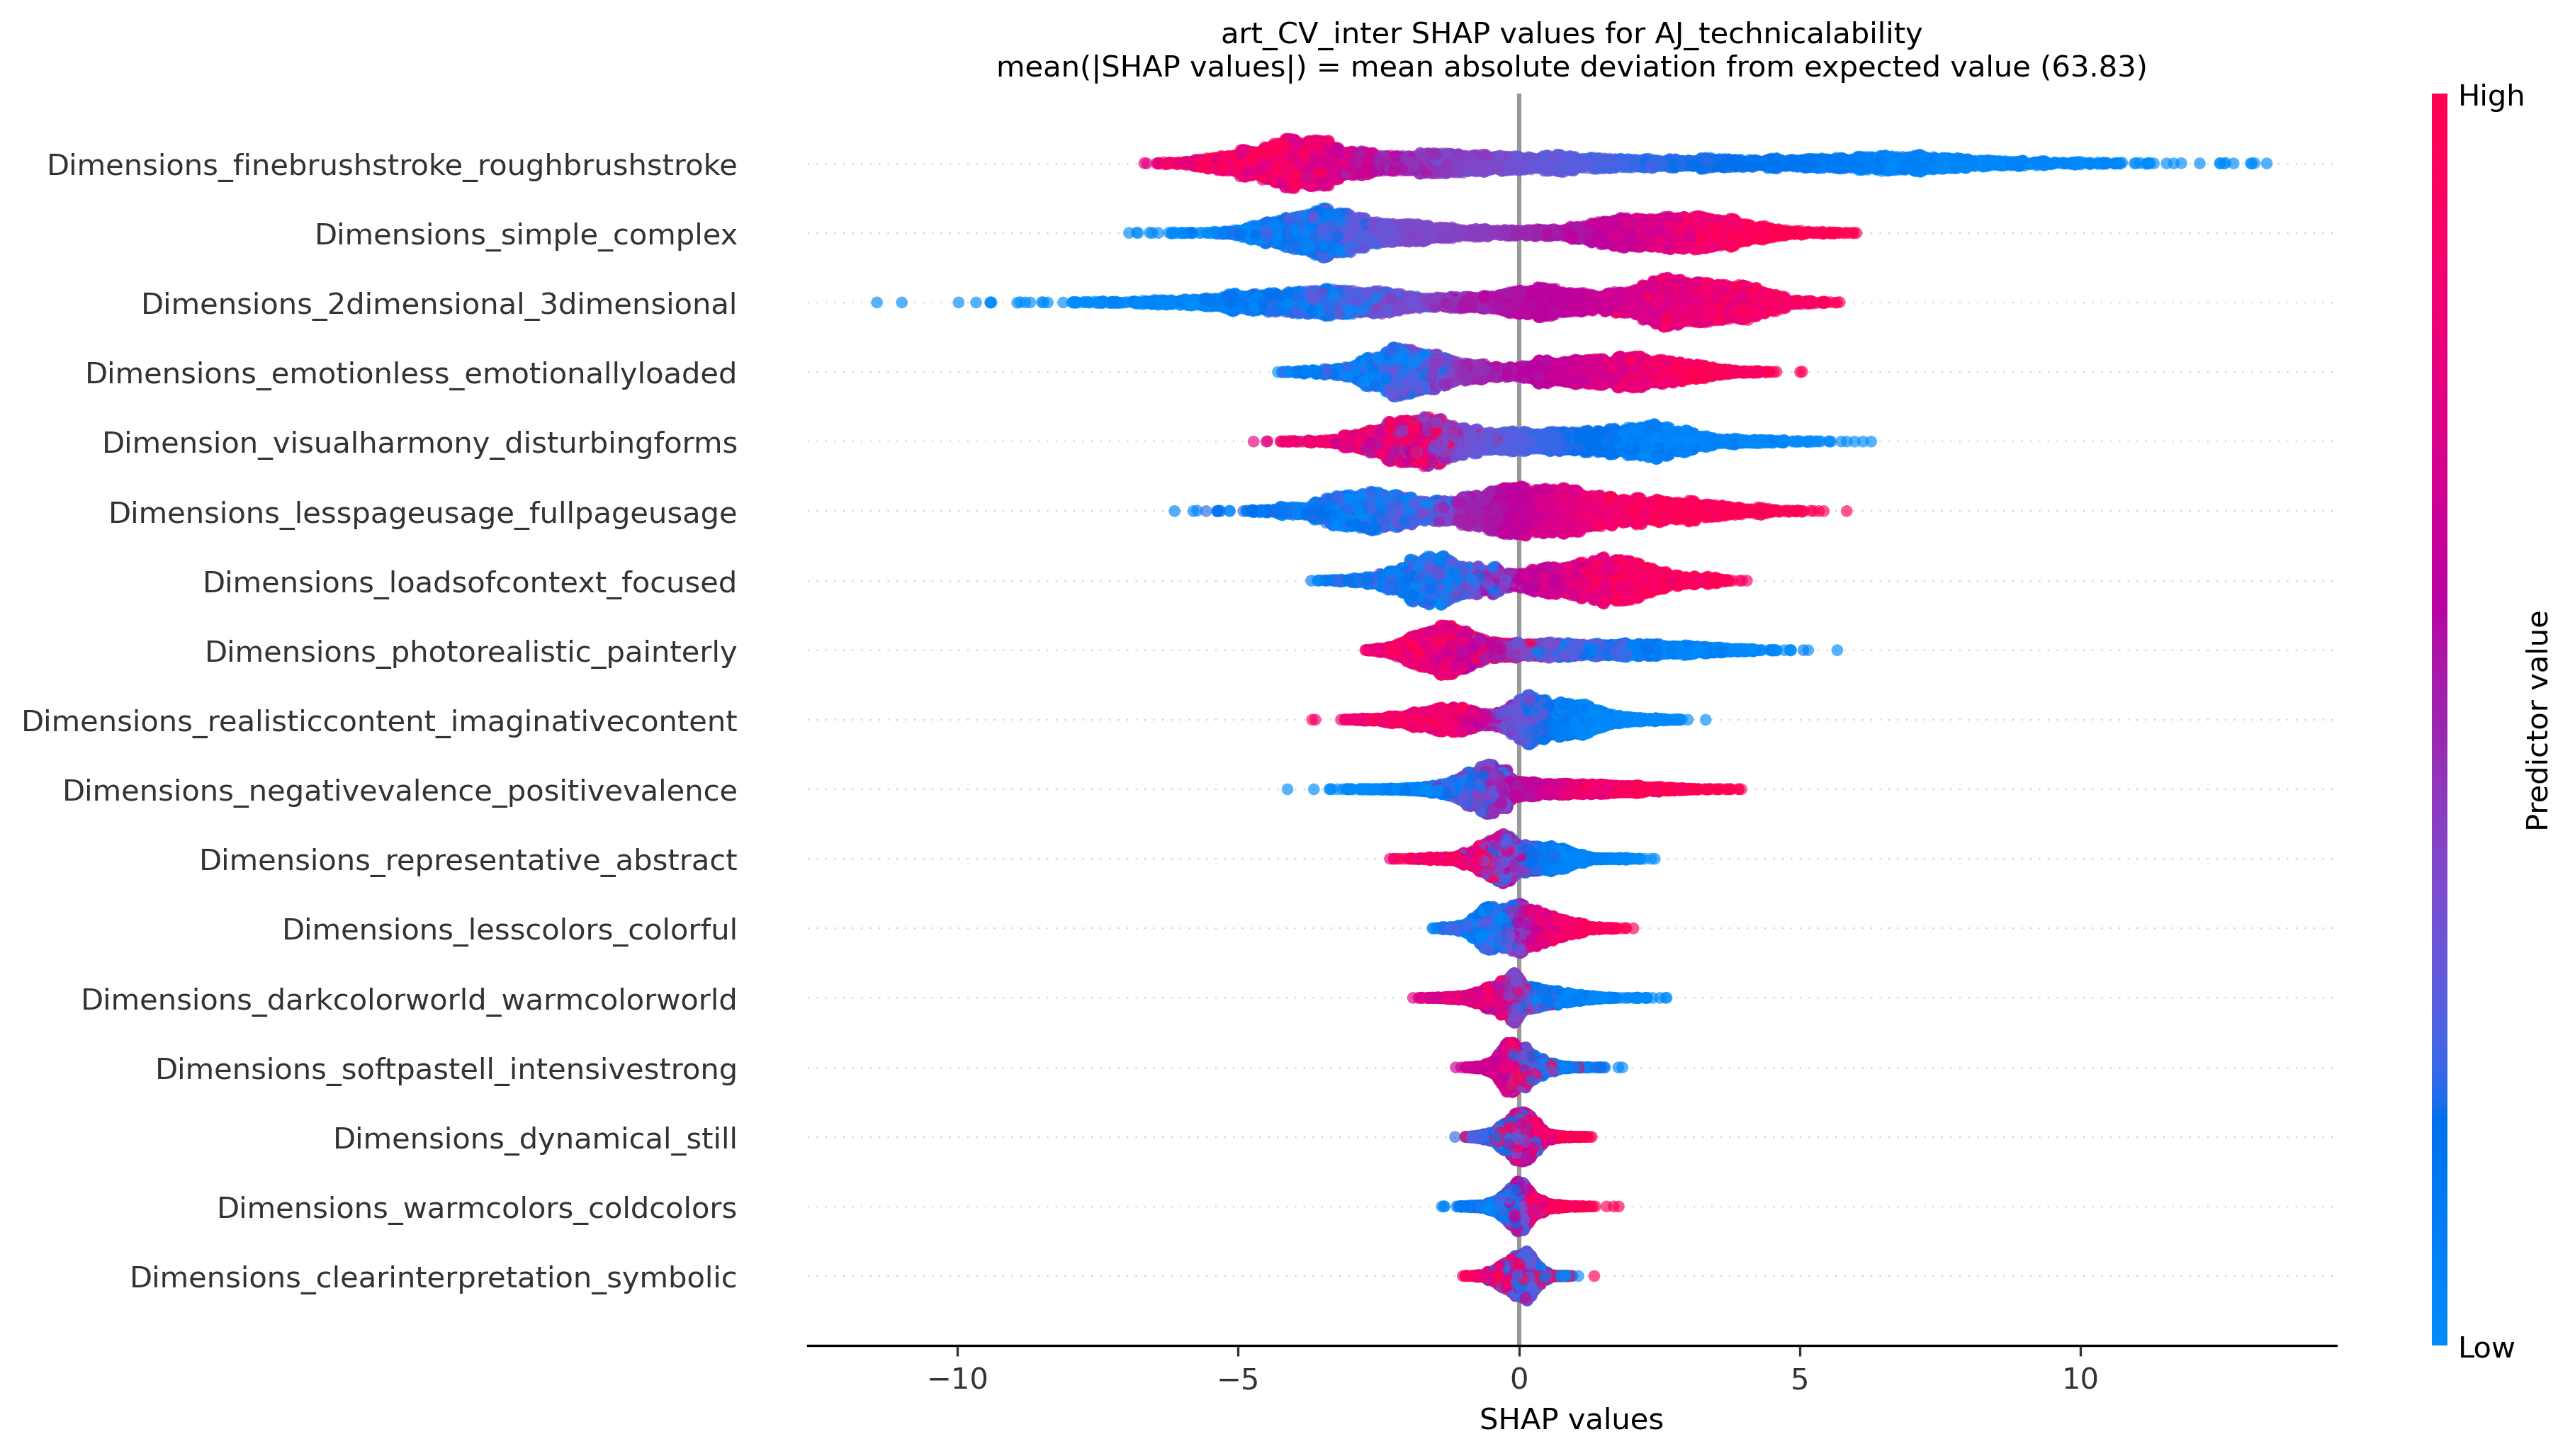 art_CV_inter SHAP values for AJ_technicalability
mean(|SHAP values|) = mean absolute deviation from expected value (63.83)
High
Dimensions_finebrushstroke_roughbrushstroke
Dimensions_simple_complex
Dimensions_2dimensional_3dimensional
Dimensions_emotionless_emotionallyloaded
Dimension_visualharmony_disturbingforms
Dimensions_lesspageusage_fullpageusage
Dimensions_loadsofcontext_focused
Dimensions_photorealistic_painterly
Dimensions_realisticcontent_imaginativecontent
Dimensions_negativevalence_positivevalence
Dimensions_representative_abstract
Dimensions_lesscolors_colorful
Dimensions_darkcolorworld_warmcolorworld
Dimensions_softpastell_intensivestrong
Dimensions_dynamical_still
Dimensions_warmcolors_coldcolors
Dimensions_clearinterpretation_symbolic
Predictor value
Low
−10 −5 0 5 10
SHAP values